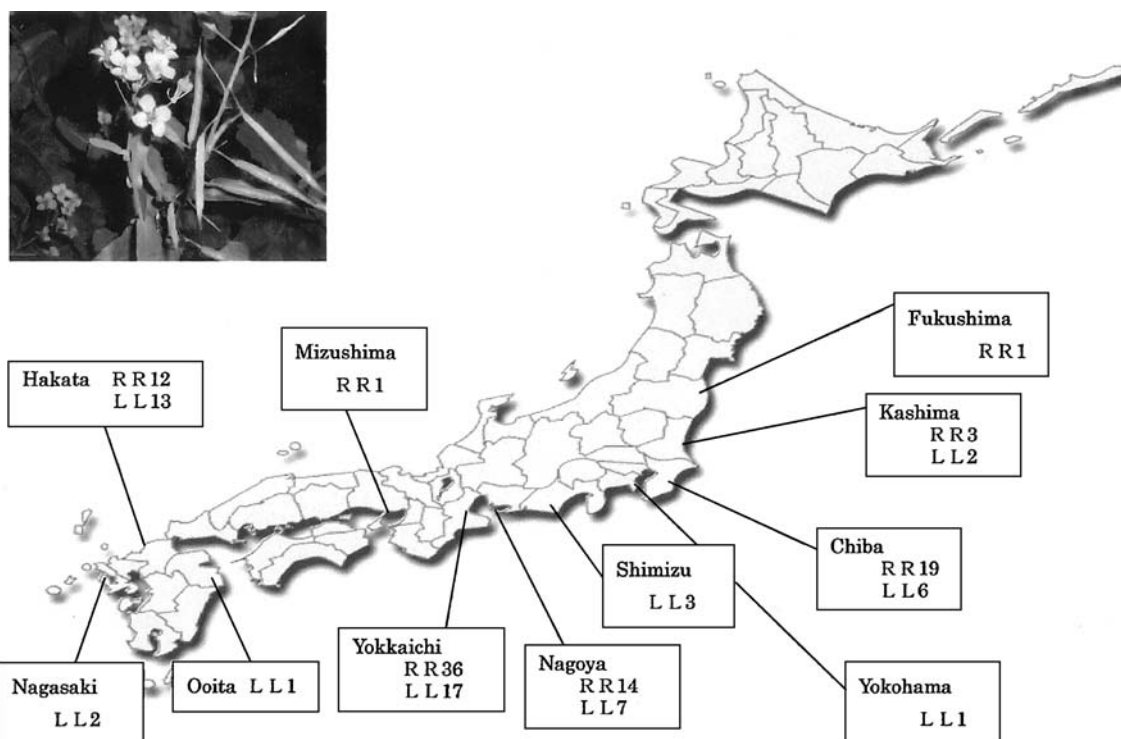 Fukushima
RR1
Mizushima
RR1
Hakata RR12
LL13
Kashima
RR3
LL2
Chiba
RR19
LL6
Shimizu
LL3
Yokkaichi
RR36
LL17
Nagoya
RR14
LL7
Nagasaki
LL2
Ooita LL1
Yokohama
LL1